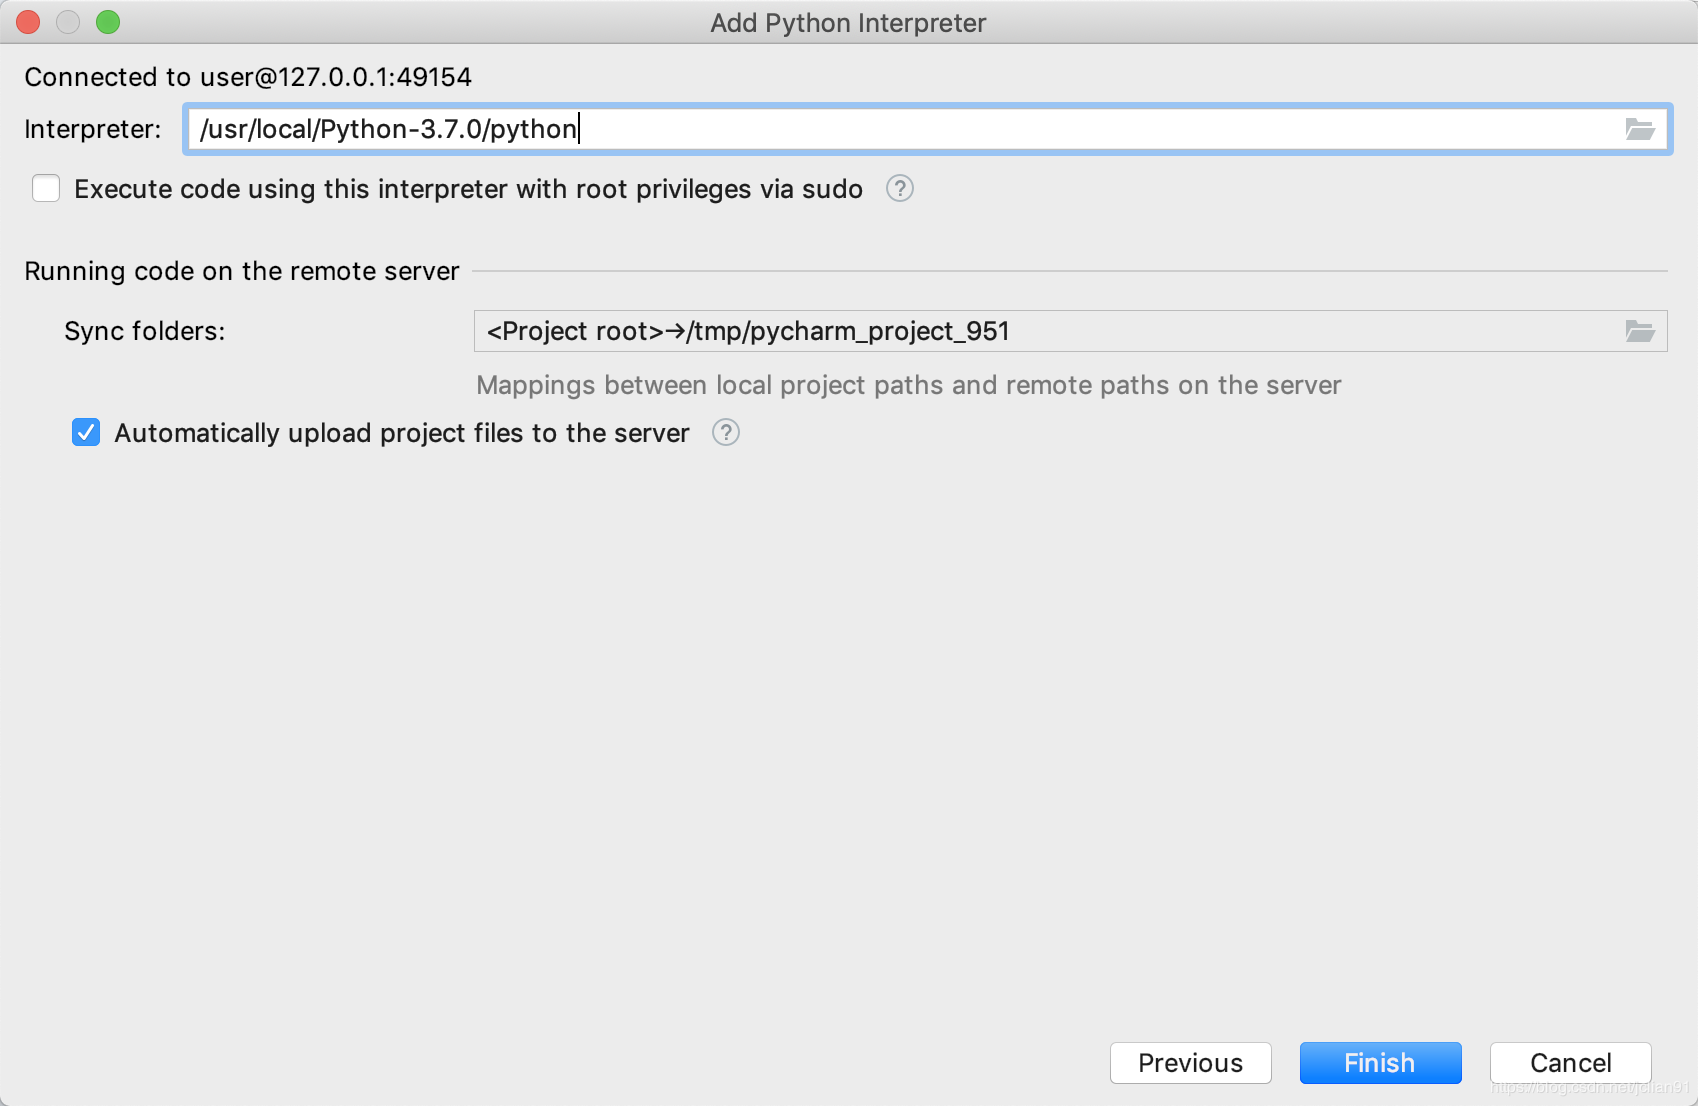 Add Python Interpreter
Connected to user@127.0.0.1:49154
Interpreter: /usr/local/Python-3.7.0/python
Execute code using this interpreter with root privileges via sudo ?
Running code on the remote server
Sync folders: <Project root>→/tmp/pycharm_project_951
Mappings between local project paths and remote paths on the server
Automatically upload project files to the server ?
Previous Finish Cancel
https://blog.csdn.net/jolian91